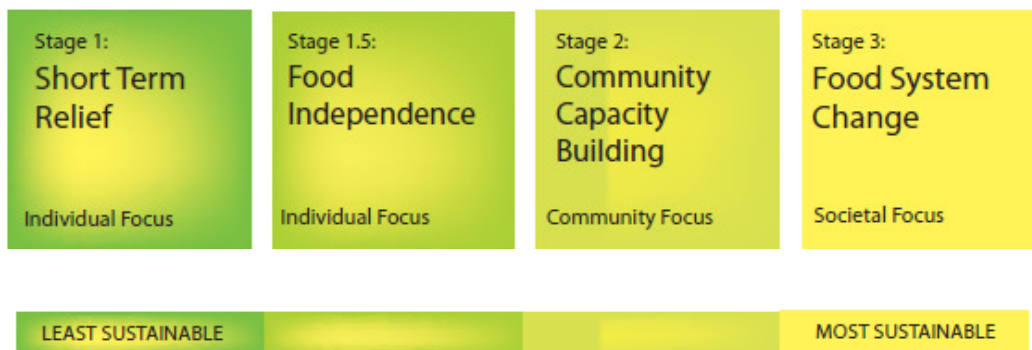 Stage 1:
Short Term
Relief
Individual Focus
Stage 1.5:
Food
Independence
Individual Focus
Stage 2:
Community
Capacity
Building
Community Focus
Stage 3:
Food System
Change
Societal Focus
LEAST SUSTAINABLE
MOST SUSTAINABLE